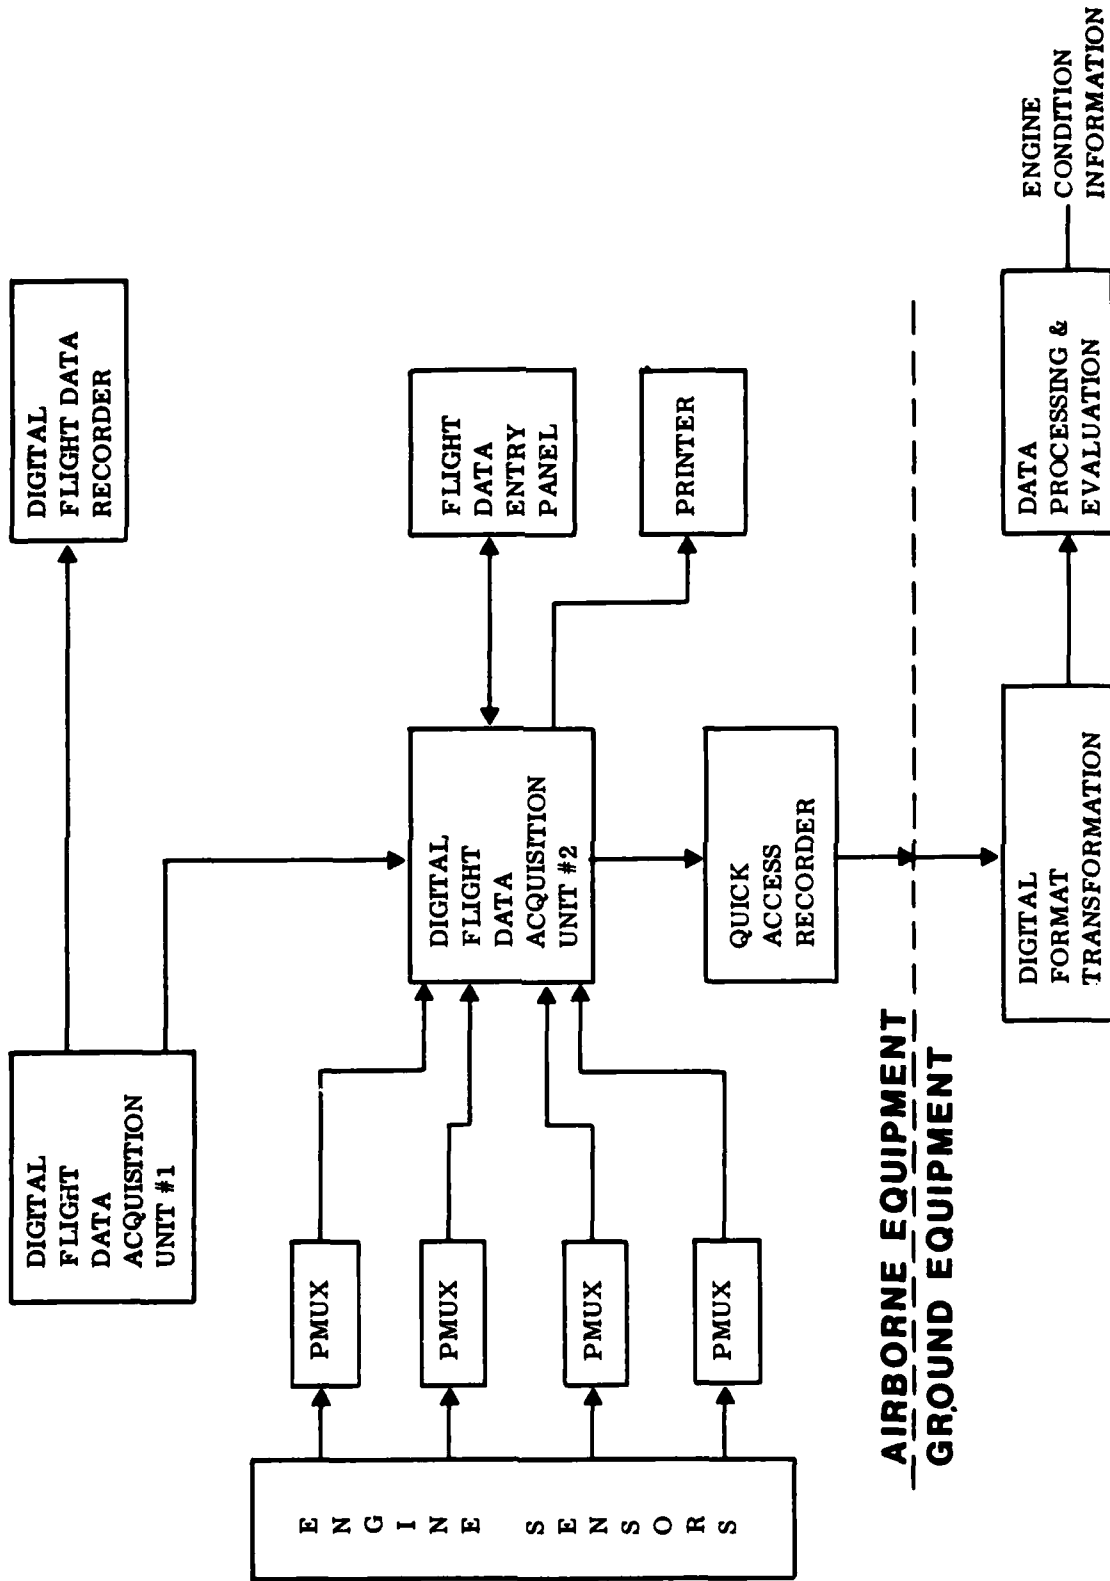 DIGITAL
FLIGHT DATA
RECORDER
DIGITAL
FLIGHT
DATA
ACQUISITION
UNIT #1
ENGINE SENSORS
PMUX
PMUX
PMUX
PMUX
DIGITAL
FLIGHT
DATA
ACQUISITION
UNIT #2
FLIGHT
DATA
ENTRY
PANEL
PRINTER
QUICK
ACCESS
RECORDER
AIRBORNE EQUIPMENT
GROUND EQUIPMENT
DIGITAL
FORMAT
TRANSFORMATION
DATA
PROCESSING &
EVALUATION
ENGINE
CONDITION
INFORMATION